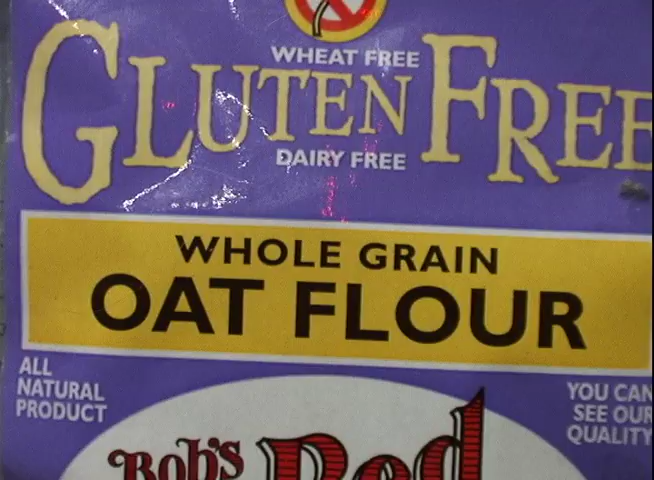 WHEAT FREE
GLUTEN FREE
DAIRY FREE
WHOLE GRAIN
OAT FLOUR
ALL
NATURAL
PRODUCT
YOU CAN
SEE OUR
QUALITY
Bob's Red